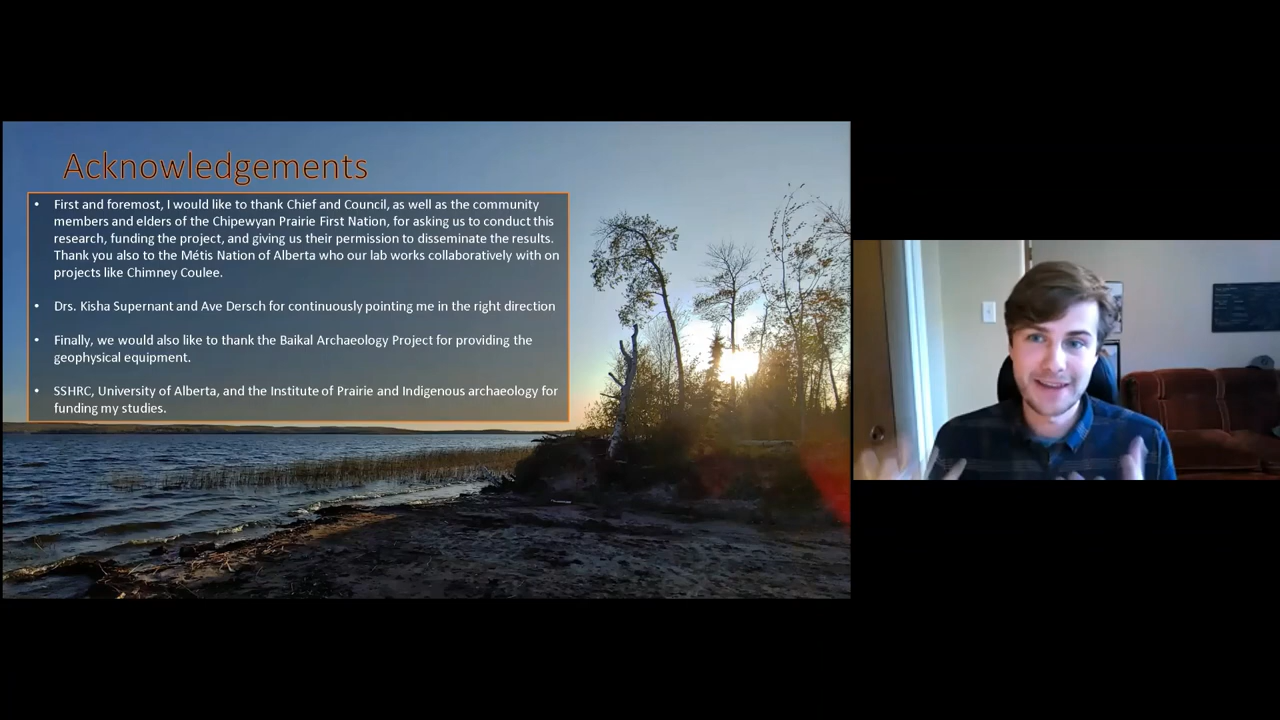 Acknowledgements
• First and foremost, I would like to thank Chief and Council, as well as the community
members and elders of the Chipewyan Prairie First Nation, for asking us to conduct this
research, funding the project, and giving us their permission to disseminate the results.
Thank you also to the Métis Nation of Alberta who our lab works collaboratively with on
projects like Chimney Coulee.
• Drs. Kisha Supernant and Ave Dersch for continuously pointing me in the right direction
• Finally, we would also like to thank the Baikal Archaeology Project for providing the
geophysical equipment.
• SSHRC, University of Alberta, and the Institute of Prairie and Indigenous archaeology for
funding my studies.